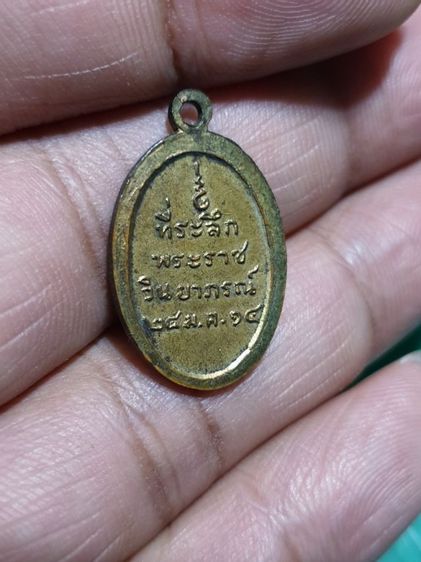 ที่ระลึก
พระราช
วินยาภรณ์
๒๔ ม.ค. ๑๔